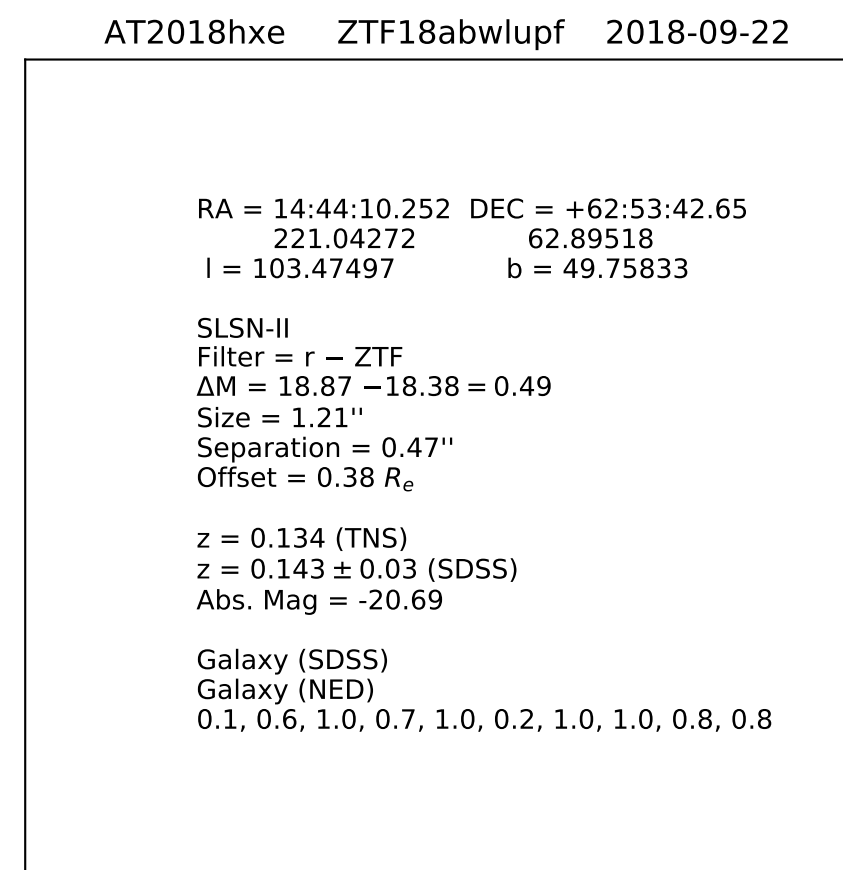 AT2018hxe ZTF18abwlupf 2018-09-22
RA = 14:44:10.252 DEC = +62:53:42.65
221.04272 62.89518
l = 103.47497 b = 49.75833
SLSN-II
Filter = r − ZTF
ΔM = 18.87 −18.38 = 0.49
Size = 1.21''
Separation = 0.47''
Offset = 0.38 Rₑ
z = 0.134 (TNS)
z = 0.143 ± 0.03 (SDSS)
Abs. Mag = -20.69
Galaxy (SDSS)
Galaxy (NED)
0.1, 0.6, 1.0, 0.7, 1.0, 0.2, 1.0, 1.0, 0.8, 0.8